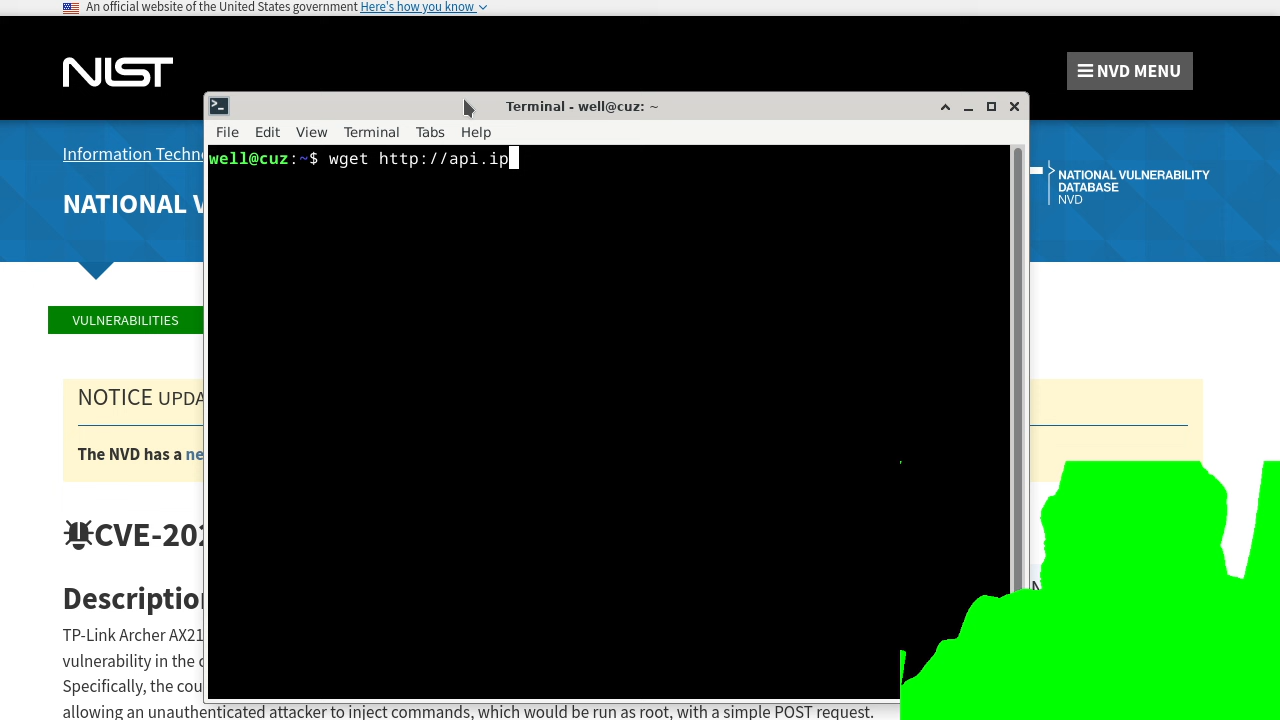 An official website of the United States government Here's how you know
NIST
NVD MENU
Terminal - well@cuz: ~
File Edit View Terminal Tabs Help
well@cuz:~$ wget http://api.ip
Information Techn
NATIONAL V
NATIONAL VULNERABILITY
DATABASE
NVD
VULNERABILITIES
NOTICE UPDA
The NVD has a ne
CVE-202
Description
TP-Link Archer AX21
vulnerability in the c
Specifically, the cou
allowing an unauthenticated attacker to inject commands, which would be run as root, with a simple POST request.